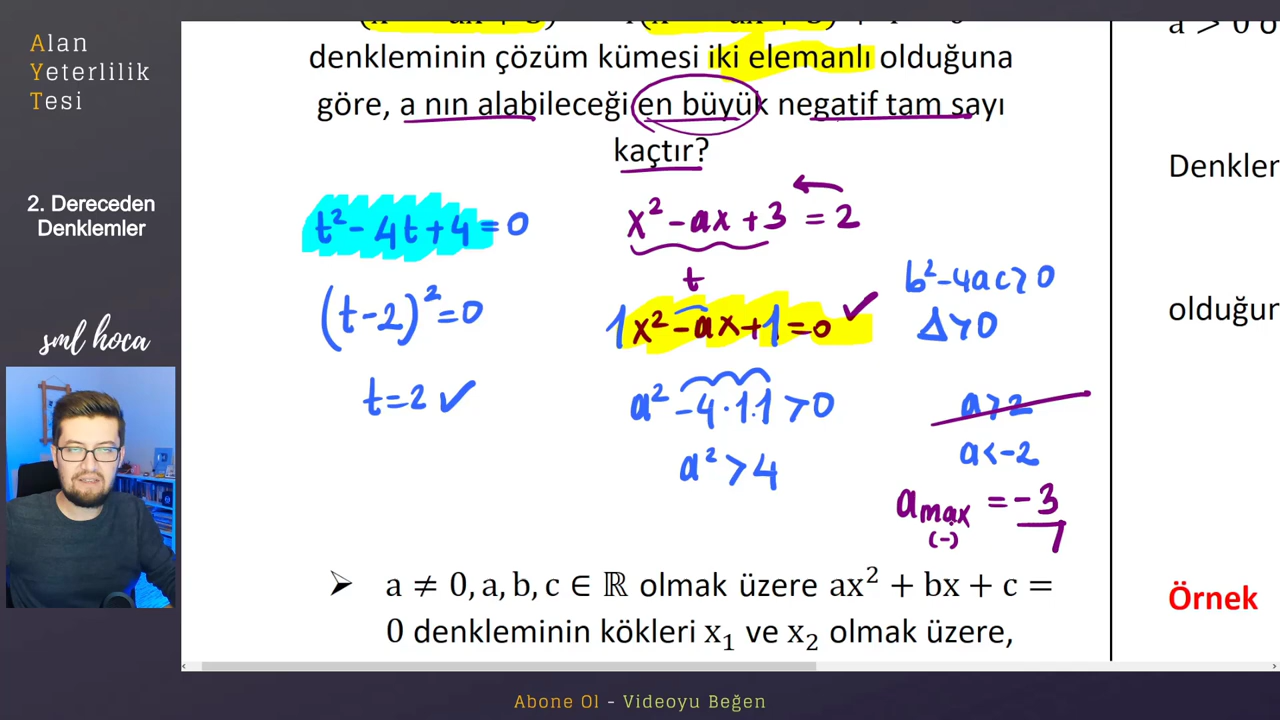 Alan
Yeterlilik
Tesi
2. Dereceden
Denklemler
sml hoca
denkleminin çözüm kümesi iki elemanlı olduğuna
göre, a nın alabileceği en büyük negatif tam sayı
kaçtır?
t² - 4t + 4 = 0
(t - 2)² = 0
t = 2 ✓
x² - ax + 3 = 2
t
1x² - ax + 1 = 0 ✓
a² - 4 · 1 · 1 > 0
a² > 4
b² - 4ac > 0
Δ > 0
a > 2
a < -2
a max = -3
(-)
➢ a ≠ 0, a, b, c ∈ ℝ olmak üzere ax² + bx + c =
0 denkleminin kökleri x₁ ve x₂ olmak üzere,
a > 0 o
Denkler
olduğur
Örnek
Abone Ol - Videoyu Beğen